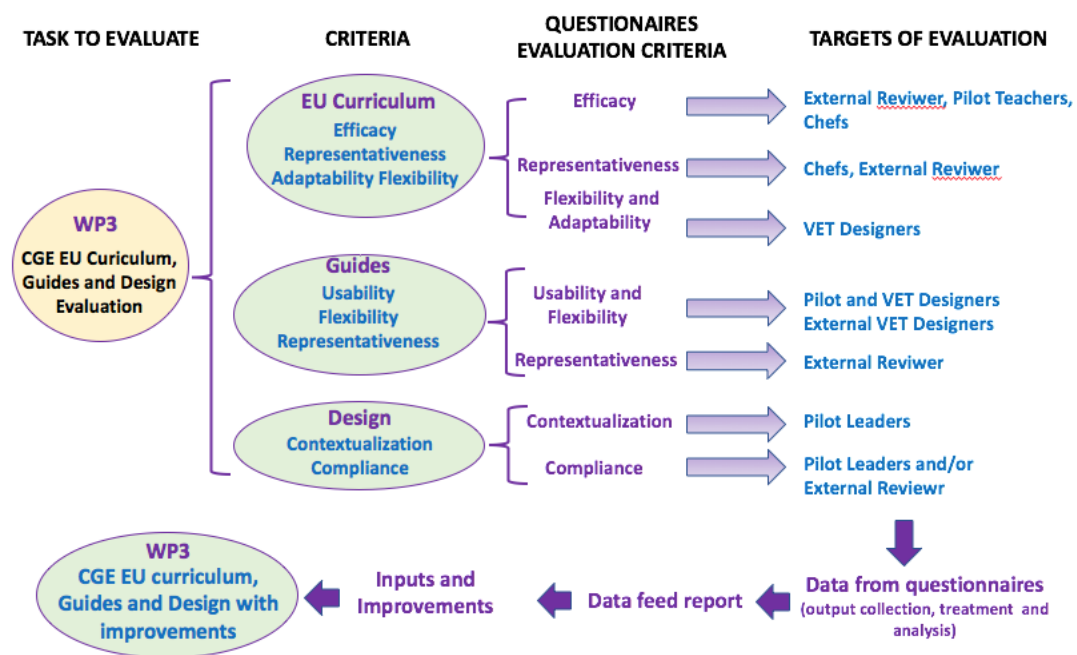 TASK TO EVALUATE
CRITERIA
QUESTIONAIRES
EVALUATION CRITERIA
TARGETS OF EVALUATION
WP3
CGE EU Curiculum,
Guides and Design
Evaluation
EU Curriculum
Efficacy
Representativeness
Adaptability Flexibility
Efficacy
External Reviwer, Pilot Teachers,
Chefs
Representativeness
Chefs, External Reviwer
Flexibility and
Adaptability
VET Designers
Guides
Usability
Flexibility
Representativeness
Usability and
Flexibility
Pilot and VET Designers
External VET Designers
Representativeness
External Reviwer
Design
Contextualization
Compliance
Contextualization
Pilot Leaders
Compliance
Pilot Leaders and/or
External Reviewr
Data from questionnaires
(output collection, treatment and
analysis)
Data feed report
Inputs and
Improvements
WP3
CGE EU curriculum,
Guides and Design with
improvements